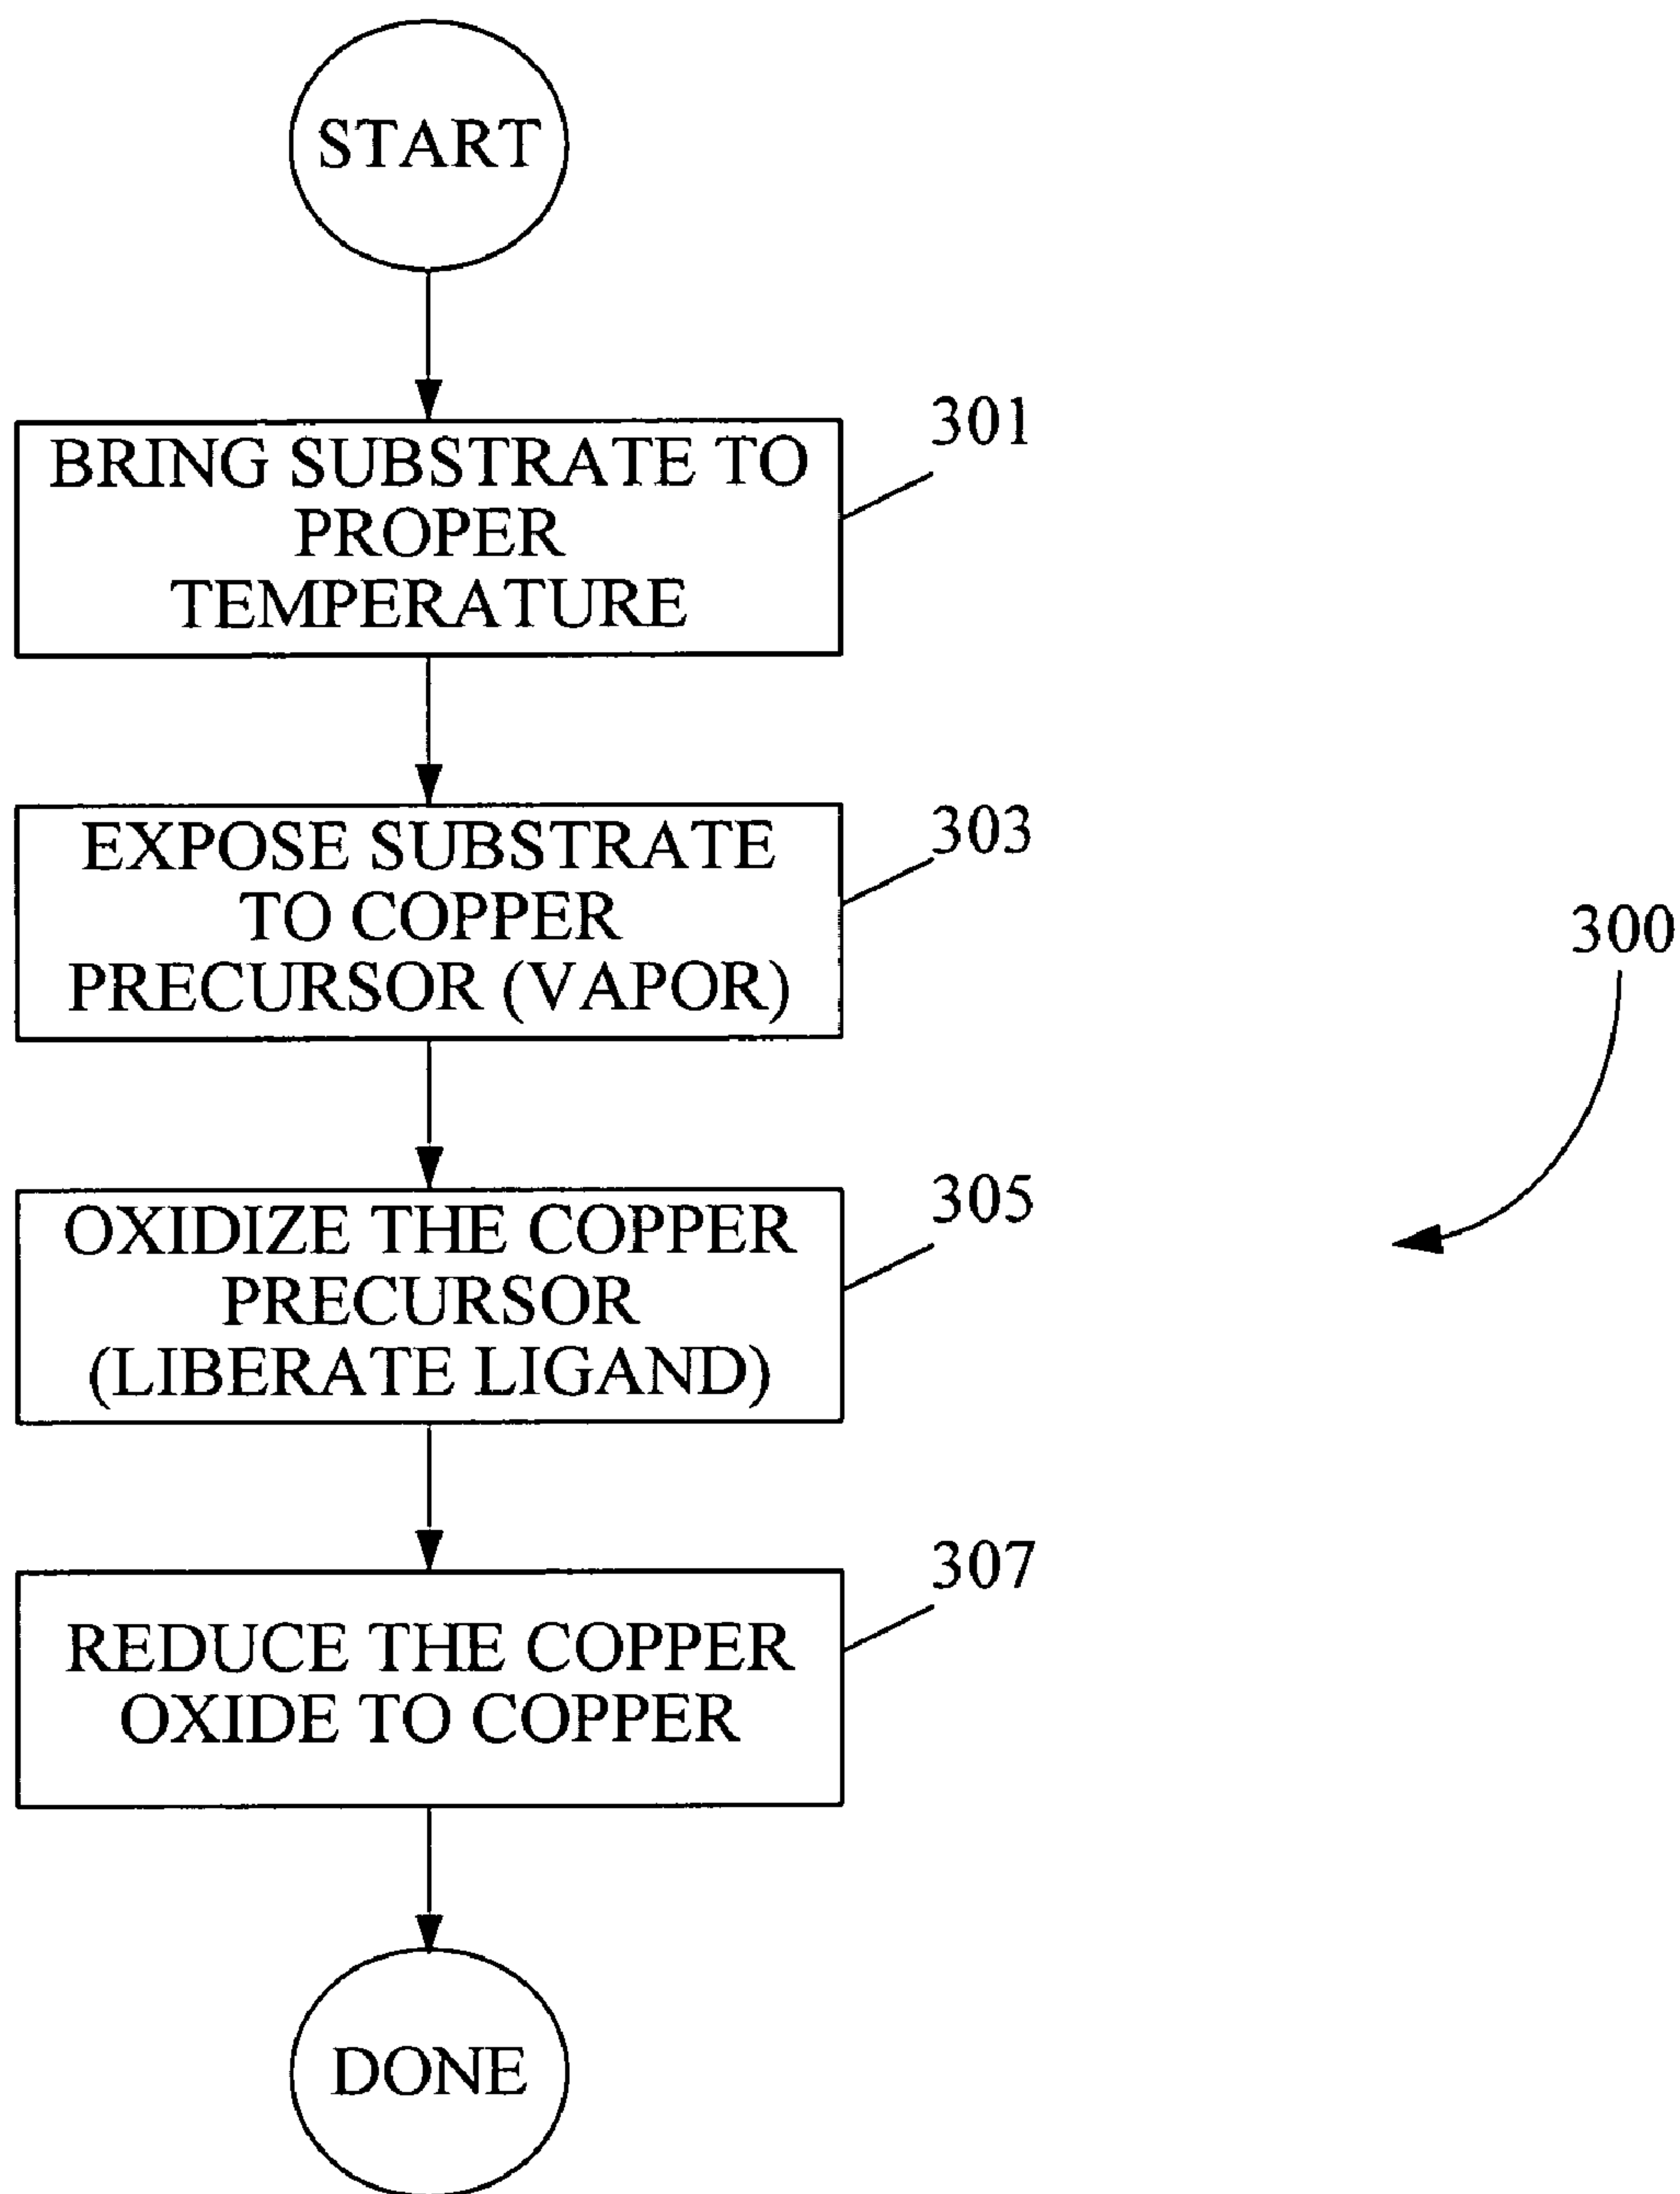 START
BRING SUBSTRATE TO
PROPER
TEMPERATURE
301
EXPOSE SUBSTRATE
TO COPPER
PRECURSOR (VAPOR)
303
300
OXIDIZE THE COPPER
PRECURSOR
(LIBERATE LIGAND)
305
REDUCE THE COPPER
OXIDE TO COPPER
307
DONE